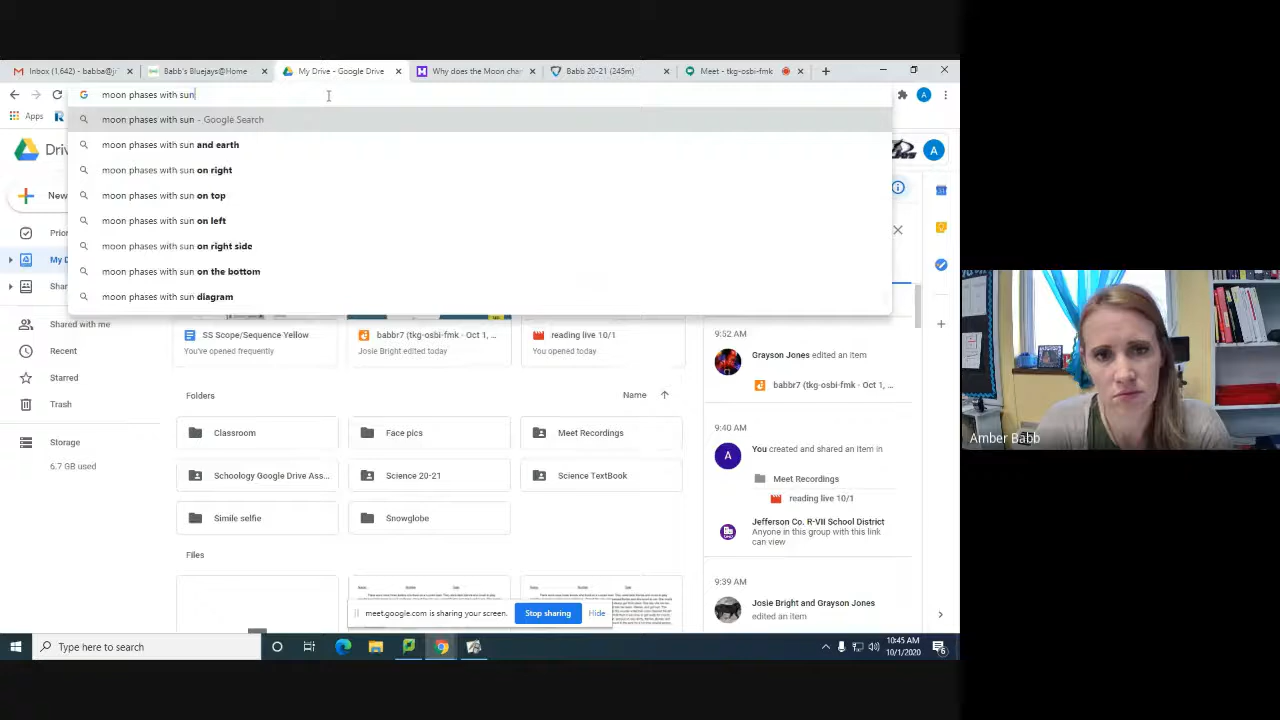 Inbox (1,642) - babba@j
Babb's Bluejays@Home
My Drive - Google Drive
Why does the Moon cha
Babb 20-21 (245m)
Meet - tkg-osbi-fmk
moon phases with sun
A
Apps
moon phases with sun - Google Search
moon phases with sun and earth
moon phases with sun on right
moon phases with sun on top
moon phases with sun on left
moon phases with sun on right side
moon phases with sun on the bottom
moon phases with sun diagram
A
New
Shared with me
Recent
Starred
Trash
Storage
6.7 GB used
SS Scope/Sequence Yellow
You've opened frequently
babbr7 (tkg-osbi-fmk - Oct 1, ...
Josie Bright edited today
reading live 10/1
You opened today
Folders
Name
Classroom
Face pics
Meet Recordings
Schoology Google Drive Ass...
Science 20-21
Science TextBook
Simile selfie
Snowglobe
Files
9:52 AM
Grayson Jones edited an item
babbr7 (tkg-osbi-fmk - Oct 1, ...
9:40 AM
A
You created and shared an item in
Meet Recordings
reading live 10/1
Jefferson Co. R-VII School District
Anyone in this group with this link
can view
9:39 AM
Josie Bright and Grayson Jones
edited an item
meet.google.com is sharing your screen.
Stop sharing
Hide
Type here to search
10:45 AM
10/1/2020
6
Amber Babb